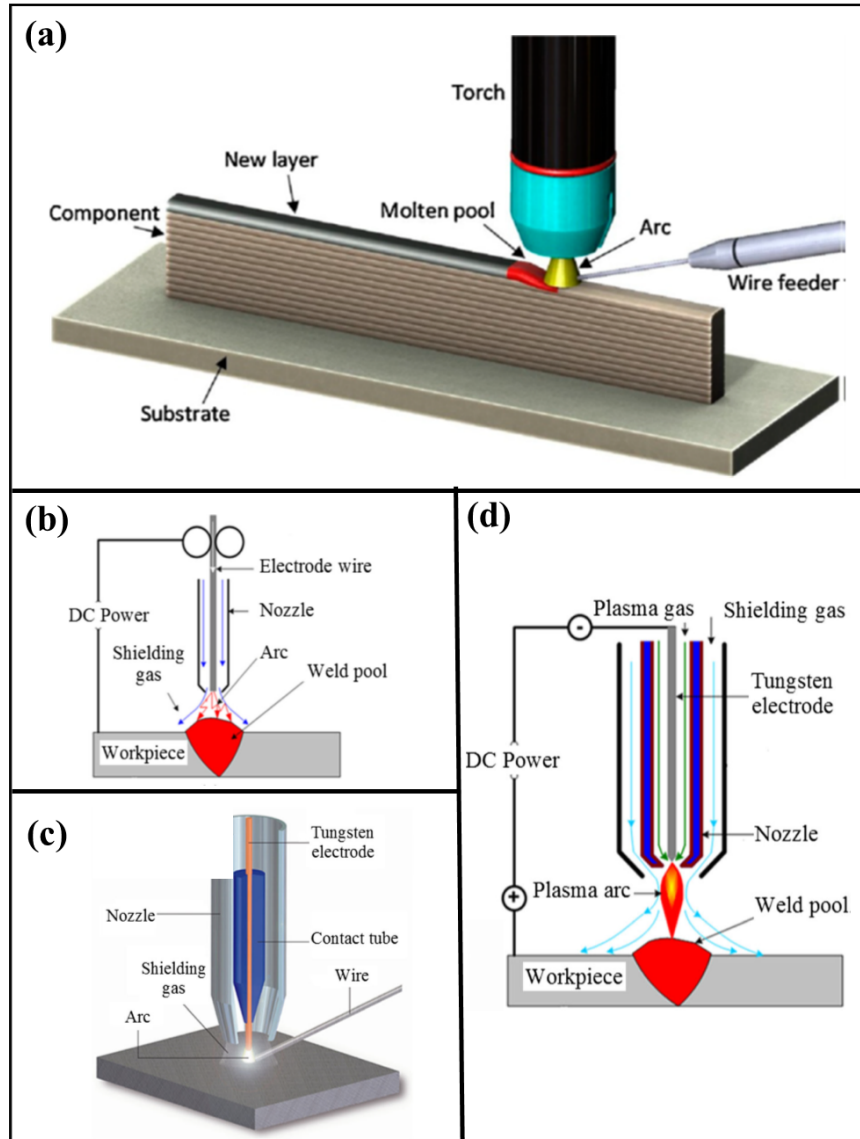 (a)
Torch
New layer
Molten pool
Component
Arc
Wire feeder
Substrate
(b)
Electrode wire
DC Power
Nozzle
Shielding
gas
Arc
Weld pool
Workpiece
(c)
Tungsten
electrode
Nozzle
Contact tube
Shielding
gas
Wire
Arc
(d)
Plasma gas
Shielding gas
-
Tungsten
electrode
DC Power
Nozzle
Plasma arc
+
Weld pool
Workpiece